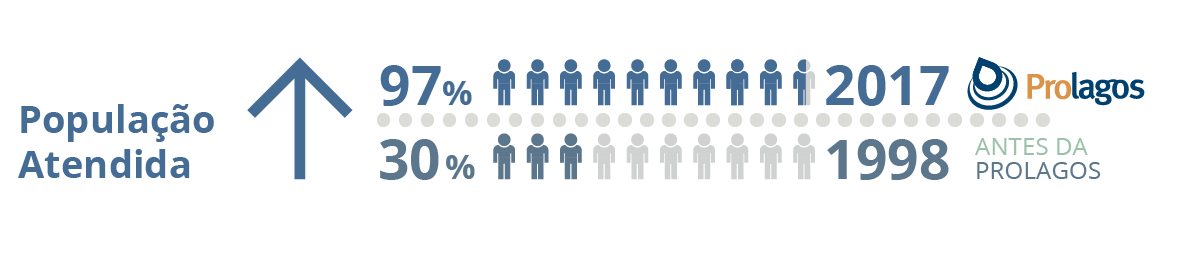 População
Atendida
97% 2017 Prolagos
30% 1998 ANTES DA
PROLAGOS